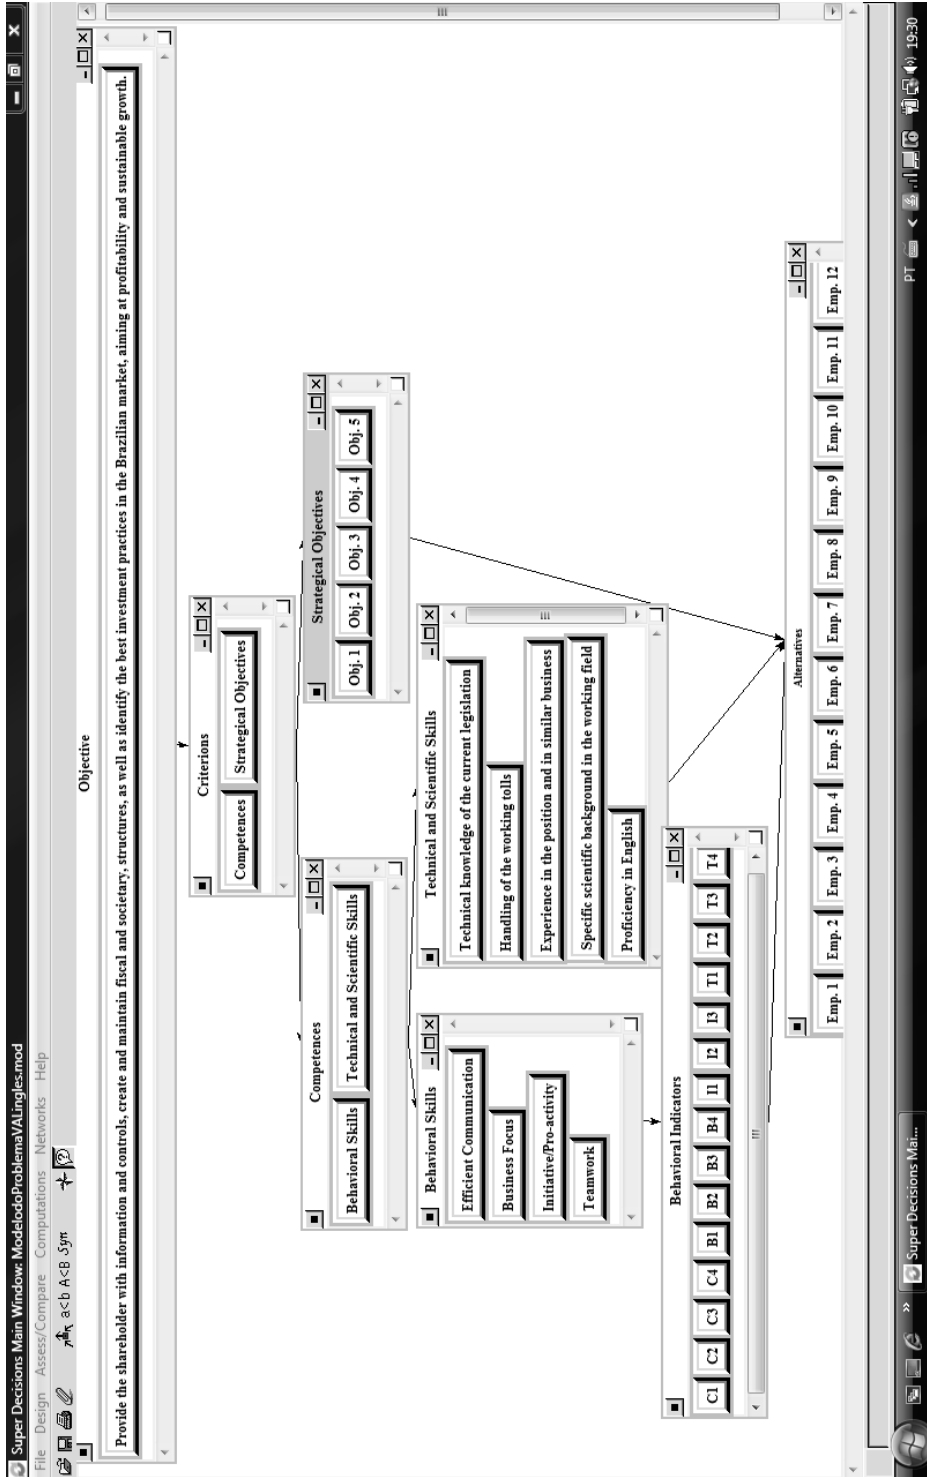 Super Decisions Main Window: ModelodoProblemaVALingles.mod
File Design Assess/Compare Computations Networks Help
a<b A<B Syn
Objective
Provide the shareholder with information and controls, create and maintain fiscal and societary, structures, as well as identify the best investment practices in the Brazilian market, aiming at profitability and sustainable growth.
Criterions
Competences Strategical Objectives
Competences
Behavioral Skills Technical and Scientific Skills
Strategical Objectives
Obj. 1 Obj. 2 Obj. 3 Obj. 4 Obj. 5
Behavioral Skills
Efficient Communication
Business Focus
Initiative/Pro-activity
Teamwork
Technical and Scientific Skills
Technical knowledge of the current legislation
Handling of the working tolls
Experience in the position and in similar business
Specific scientific background in the working field
Proficiency in English
Behavioral Indicators
C1 C2 C3 C4 B1 B2 B3 B4 I1 I2 I3 T1 T2 T3 T4
Alternatives
Emp. 1 Emp. 2 Emp. 3 Emp. 4 Emp. 5 Emp. 6 Emp. 7 Emp. 8 Emp. 9 Emp. 10 Emp. 11 Emp. 12
» Super Decisions Mai... PT < 19:30